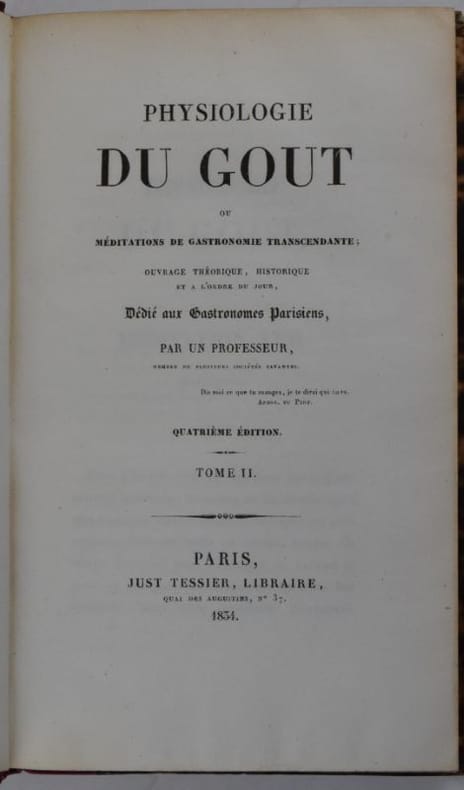 PHYSIOLOGIE
DU GOUT
OU
MÉDITATIONS DE GASTRONOMIE TRANSCENDANTE;
OUVRAGE THÉORIQUE, HISTORIQUE
ET A L'ORDRE DU JOUR,
Dédié aux Gastronomes Parisiens,
PAR UN PROFESSEUR,
MEMBRE DE PLUSIEURS SOCIÉTÉS SAVANTES.
Dis moi ce que tu manges, je te dirai qui tu es.
APHOR. DU PROF.
QUATRIÈME ÉDITION.
TOME II.
PARIS,
JUST TESSIER, LIBRAIRE,
QUAI DES AUGUSTINS, N° 37.
1834.